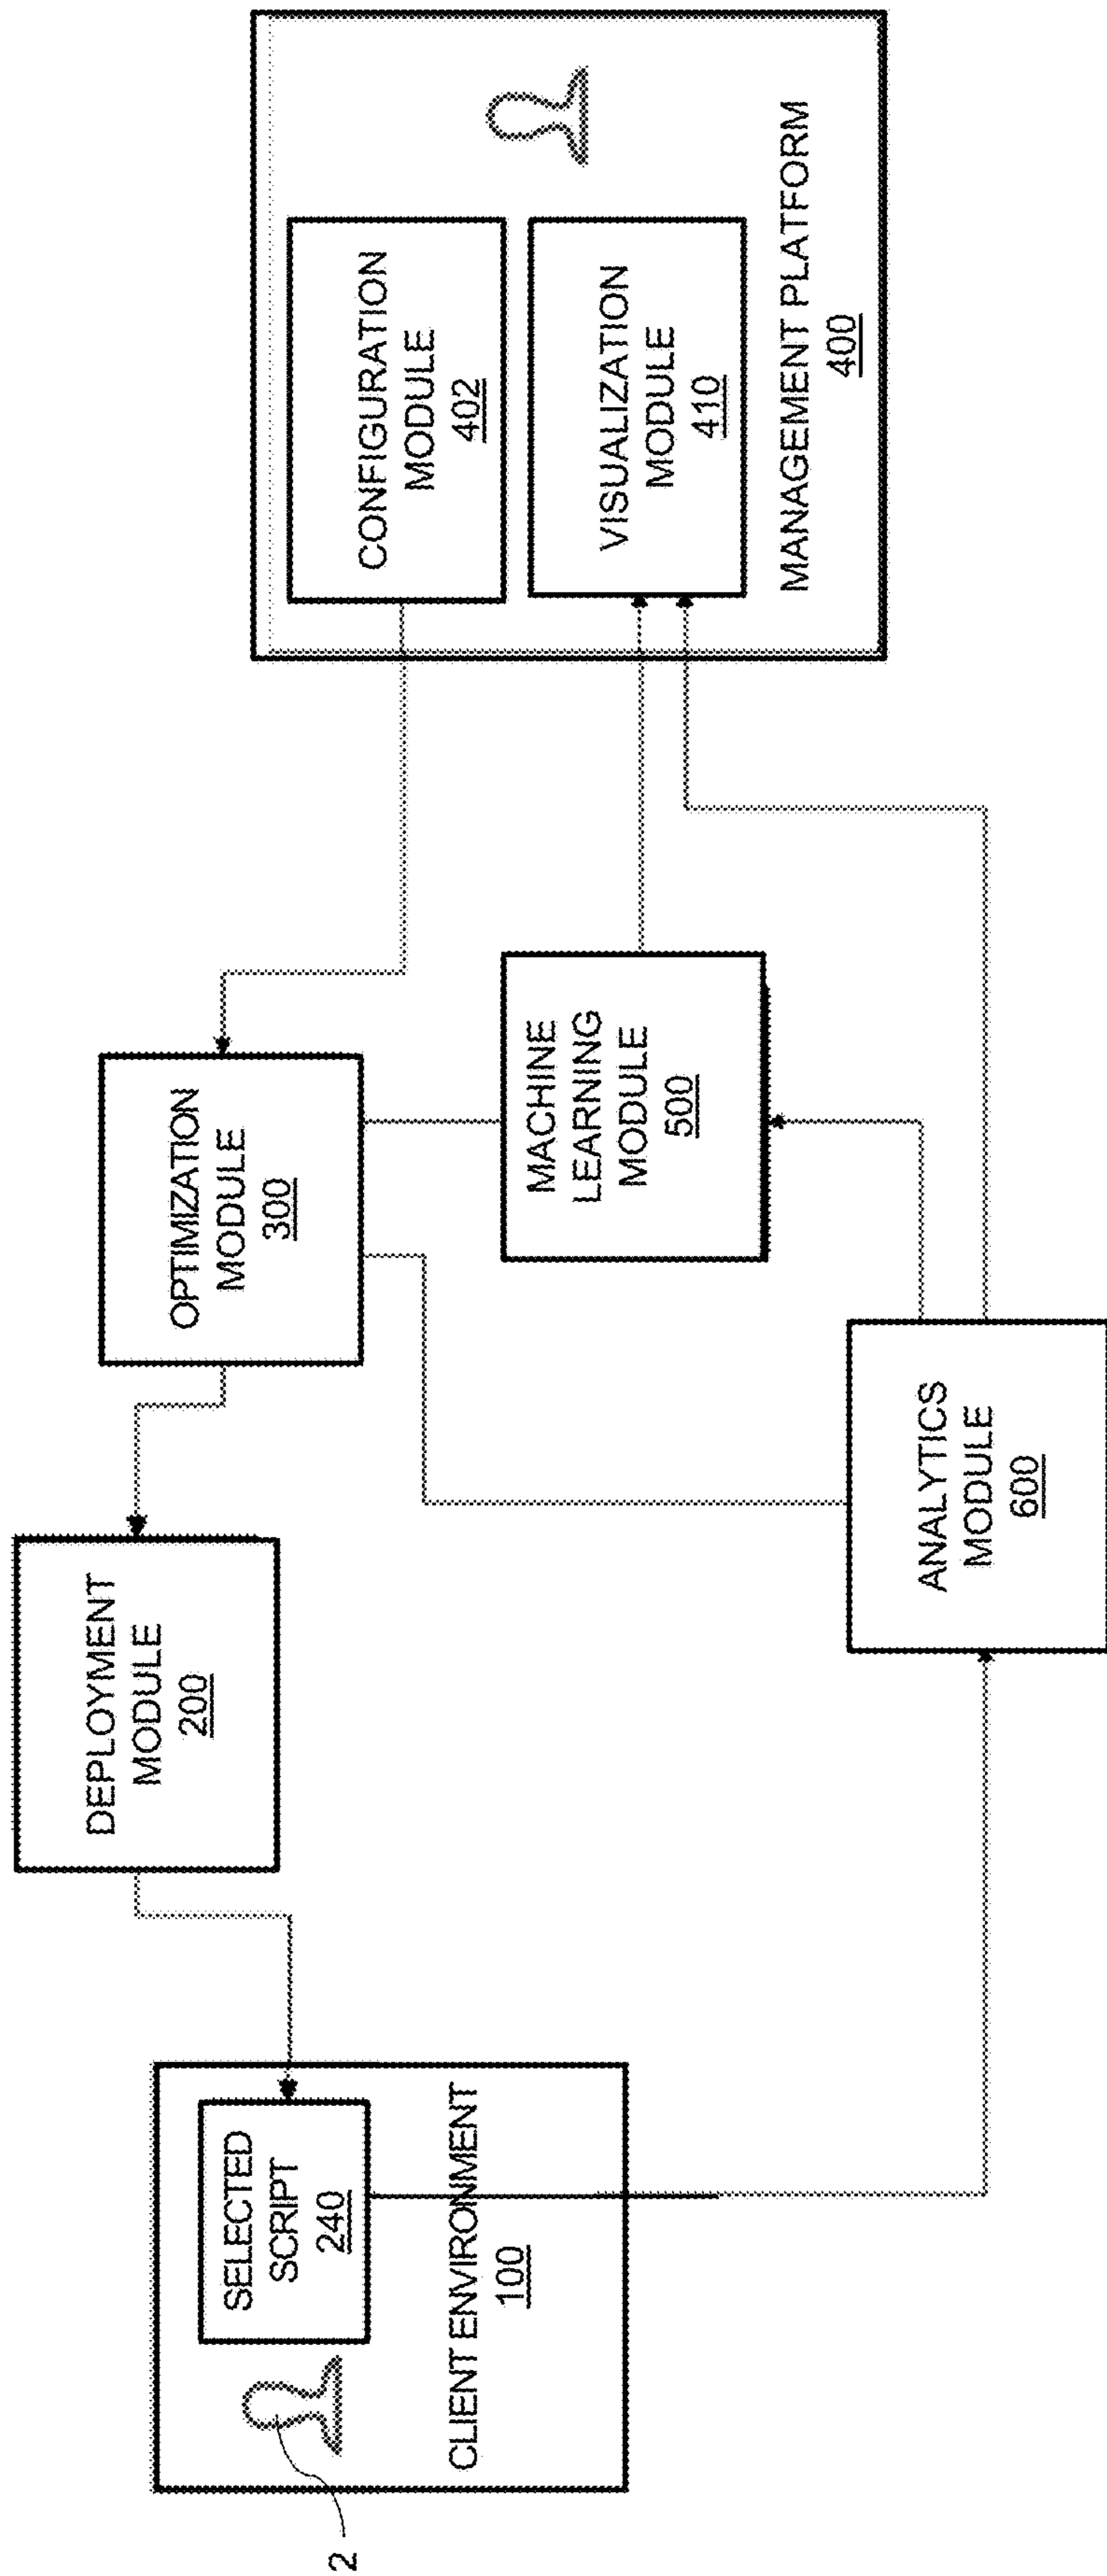 2
SELECTED
SCRIPT
240
CLIENT ENVIRONMENT
100
DEPLOYMENT
MODULE
200
OPTIMIZATION
MODULE
300
MACHINE
LEARNING
MODULE
500
ANALYTICS
MODULE
600
CONFIGURATION
MODULE
402
VISUALIZATION
MODULE
410
MANAGEMENT PLATFORM
400